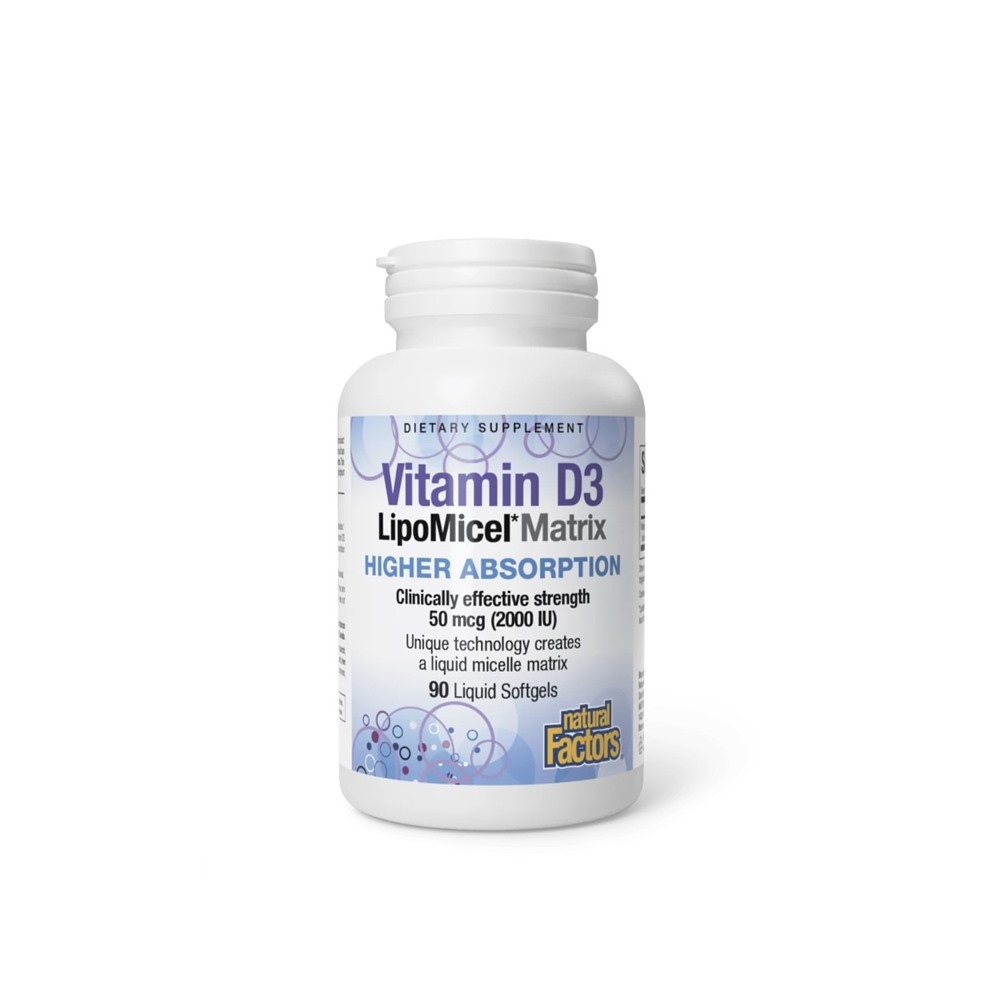 DIETARY SUPPLEMENT
Vitamin D3
LipoMicel* Matrix
HIGHER ABSORPTION
Clinically effective strength
50 mcg (2000 IU)
Unique technology creates
a liquid micelle matrix
90 Liquid Softgels
natural
Factors®